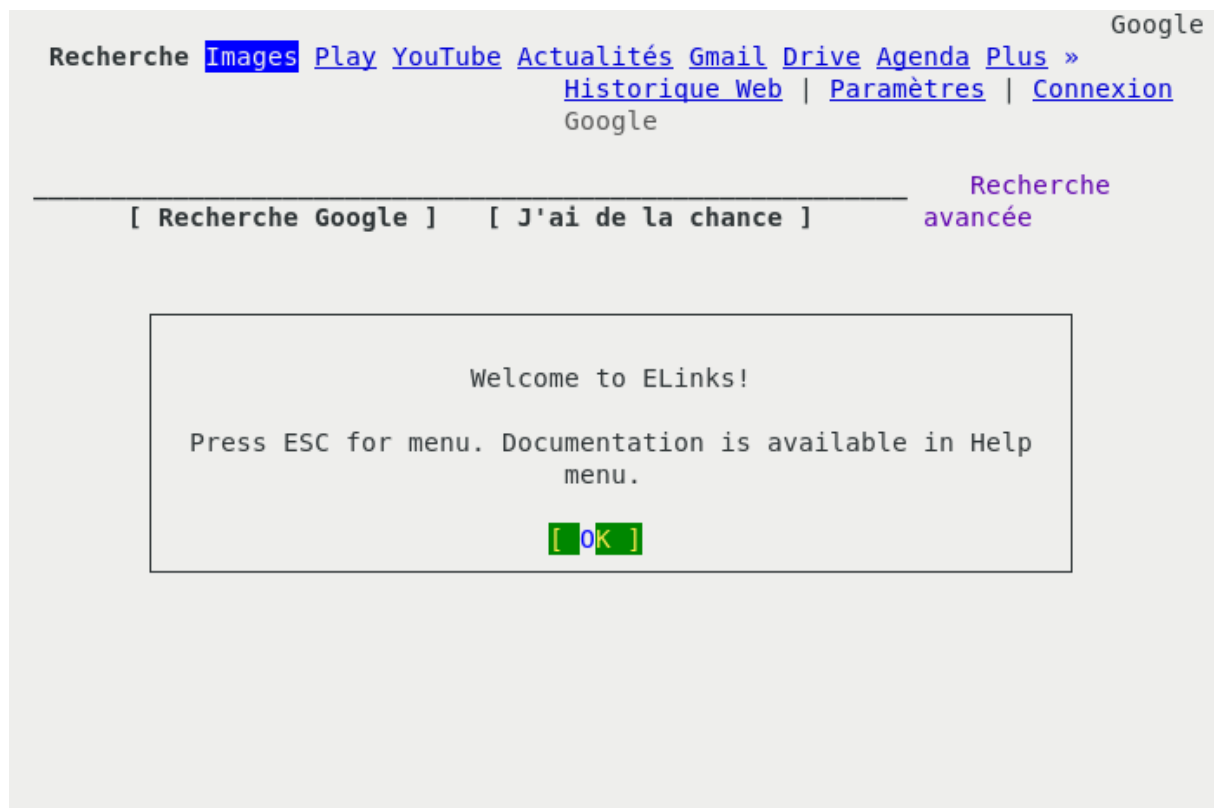 Google
Recherche Images Play YouTube Actualités Gmail Drive Agenda Plus »
Historique Web | Paramètres | Connexion
Google
Recherche
[ Recherche Google ] [ J'ai de la chance ] avancée
Welcome to ELinks!
Press ESC for menu. Documentation is available in Help
menu.
[ OK ]